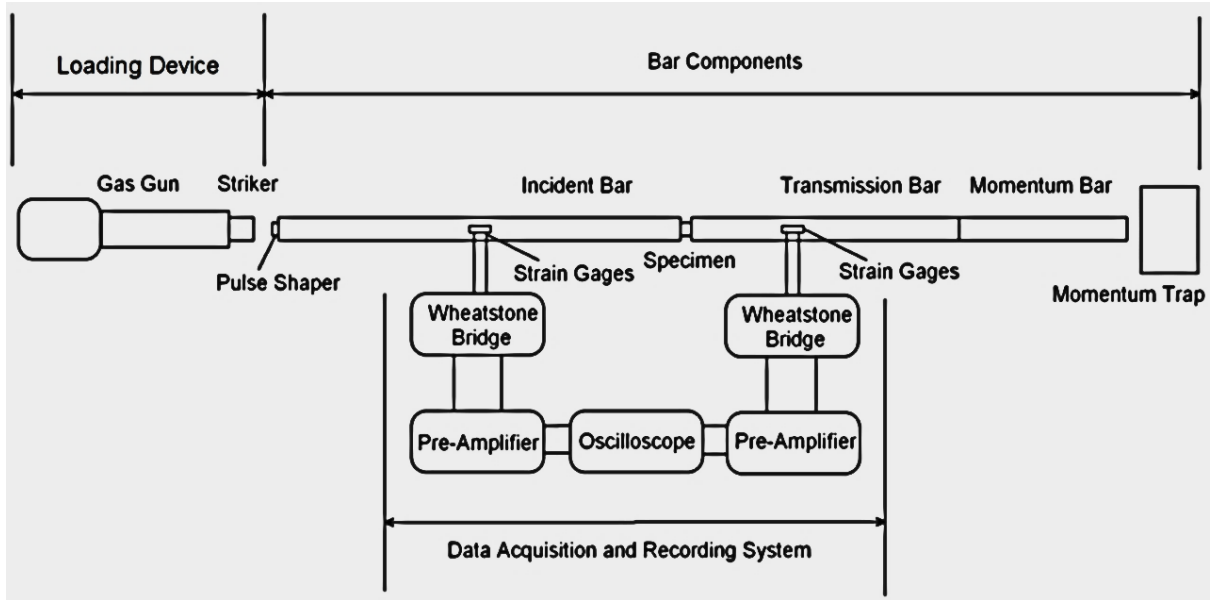 Loading Device
Bar Components
Gas Gun
Striker
Incident Bar
Transmission Bar
Momentum Bar
Pulse Shaper
Strain Gages
Specimen
Strain Gages
Momentum Trap
Wheatstone
Bridge
Wheatstone
Bridge
Pre-Amplifier
Oscilloscope
Pre-Amplifier
Data Acquisition and Recording System